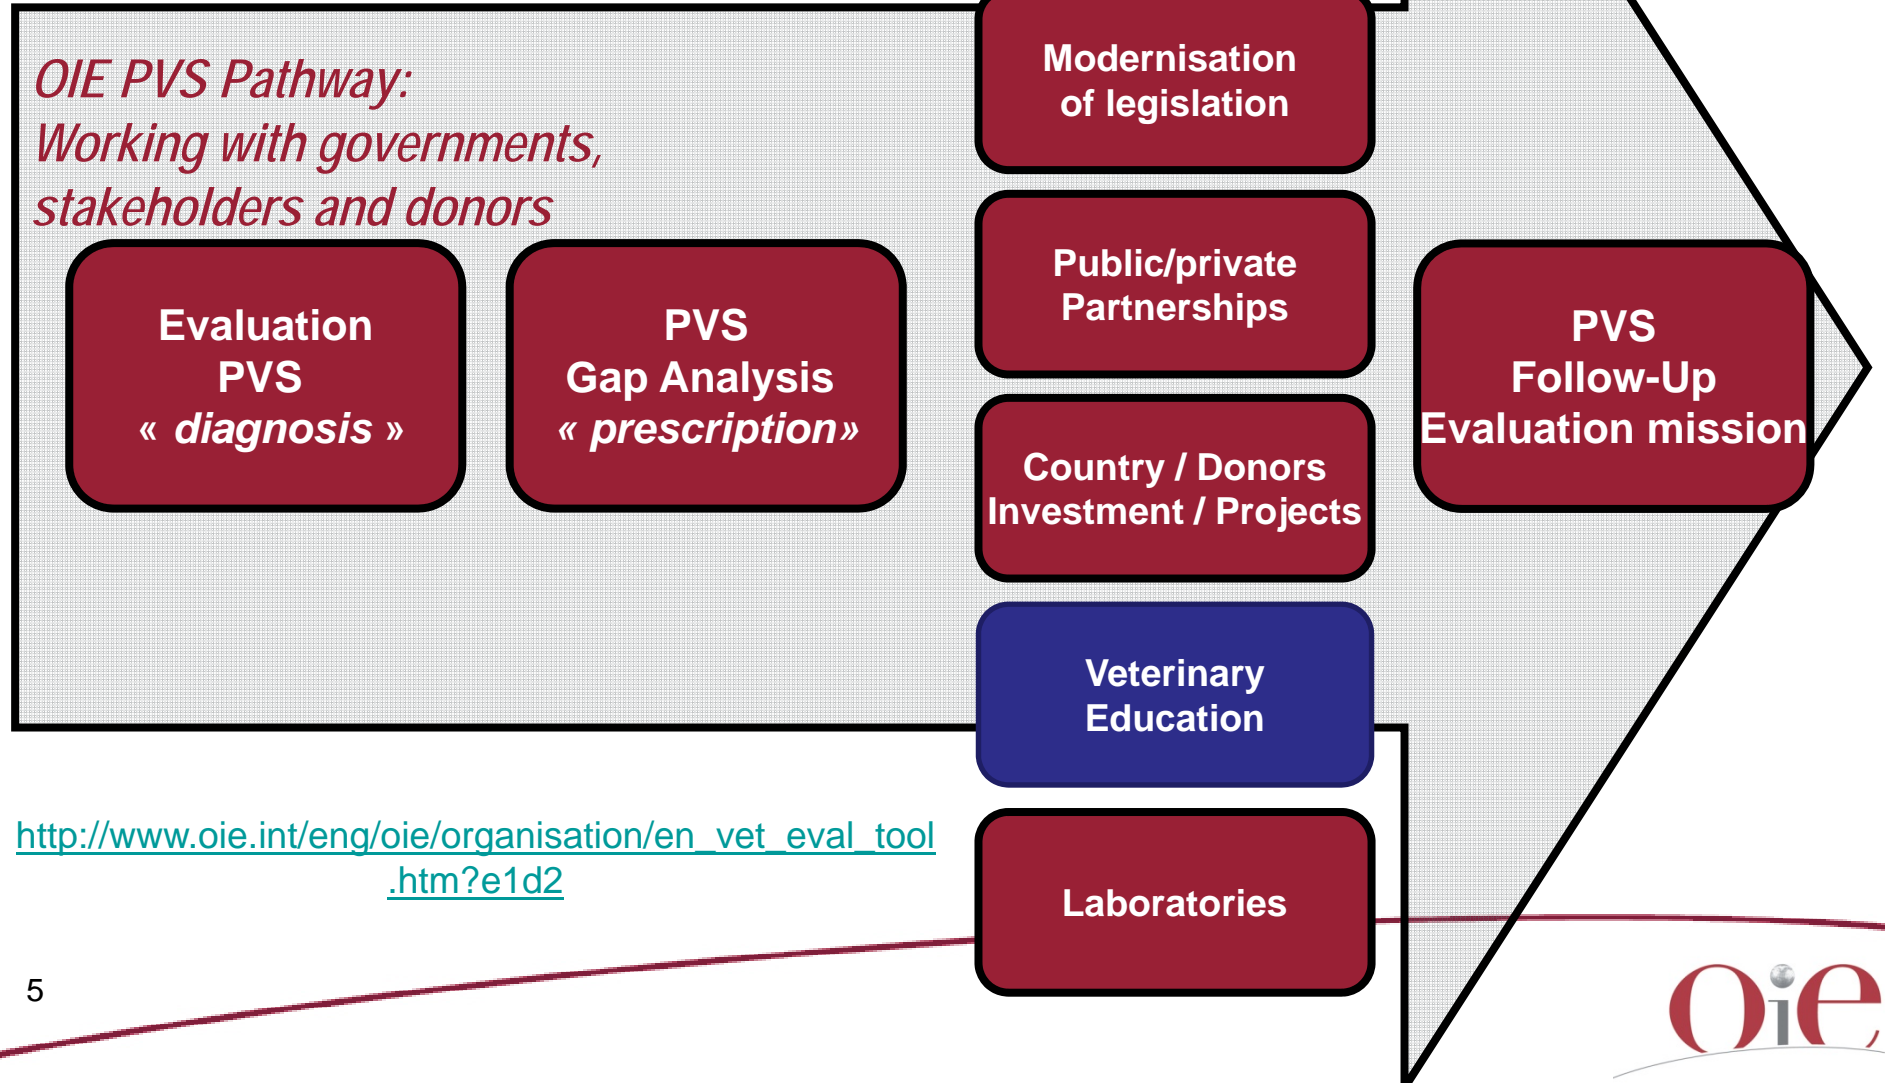 OIE PVS Pathway:
Working with governments,
stakeholders and donors
Evaluation
PVS
« diagnosis »
PVS
Gap Analysis
« prescription»
Modernisation
of legislation
Public/private
Partnerships
Country / Donors
Investment / Projects
Veterinary
Education
Laboratories
PVS
Follow-Up
Evaluation mission
http://www.oie.int/eng/oie/organisation/en_vet_eval_tool
.htm?e1d2
5
Oie